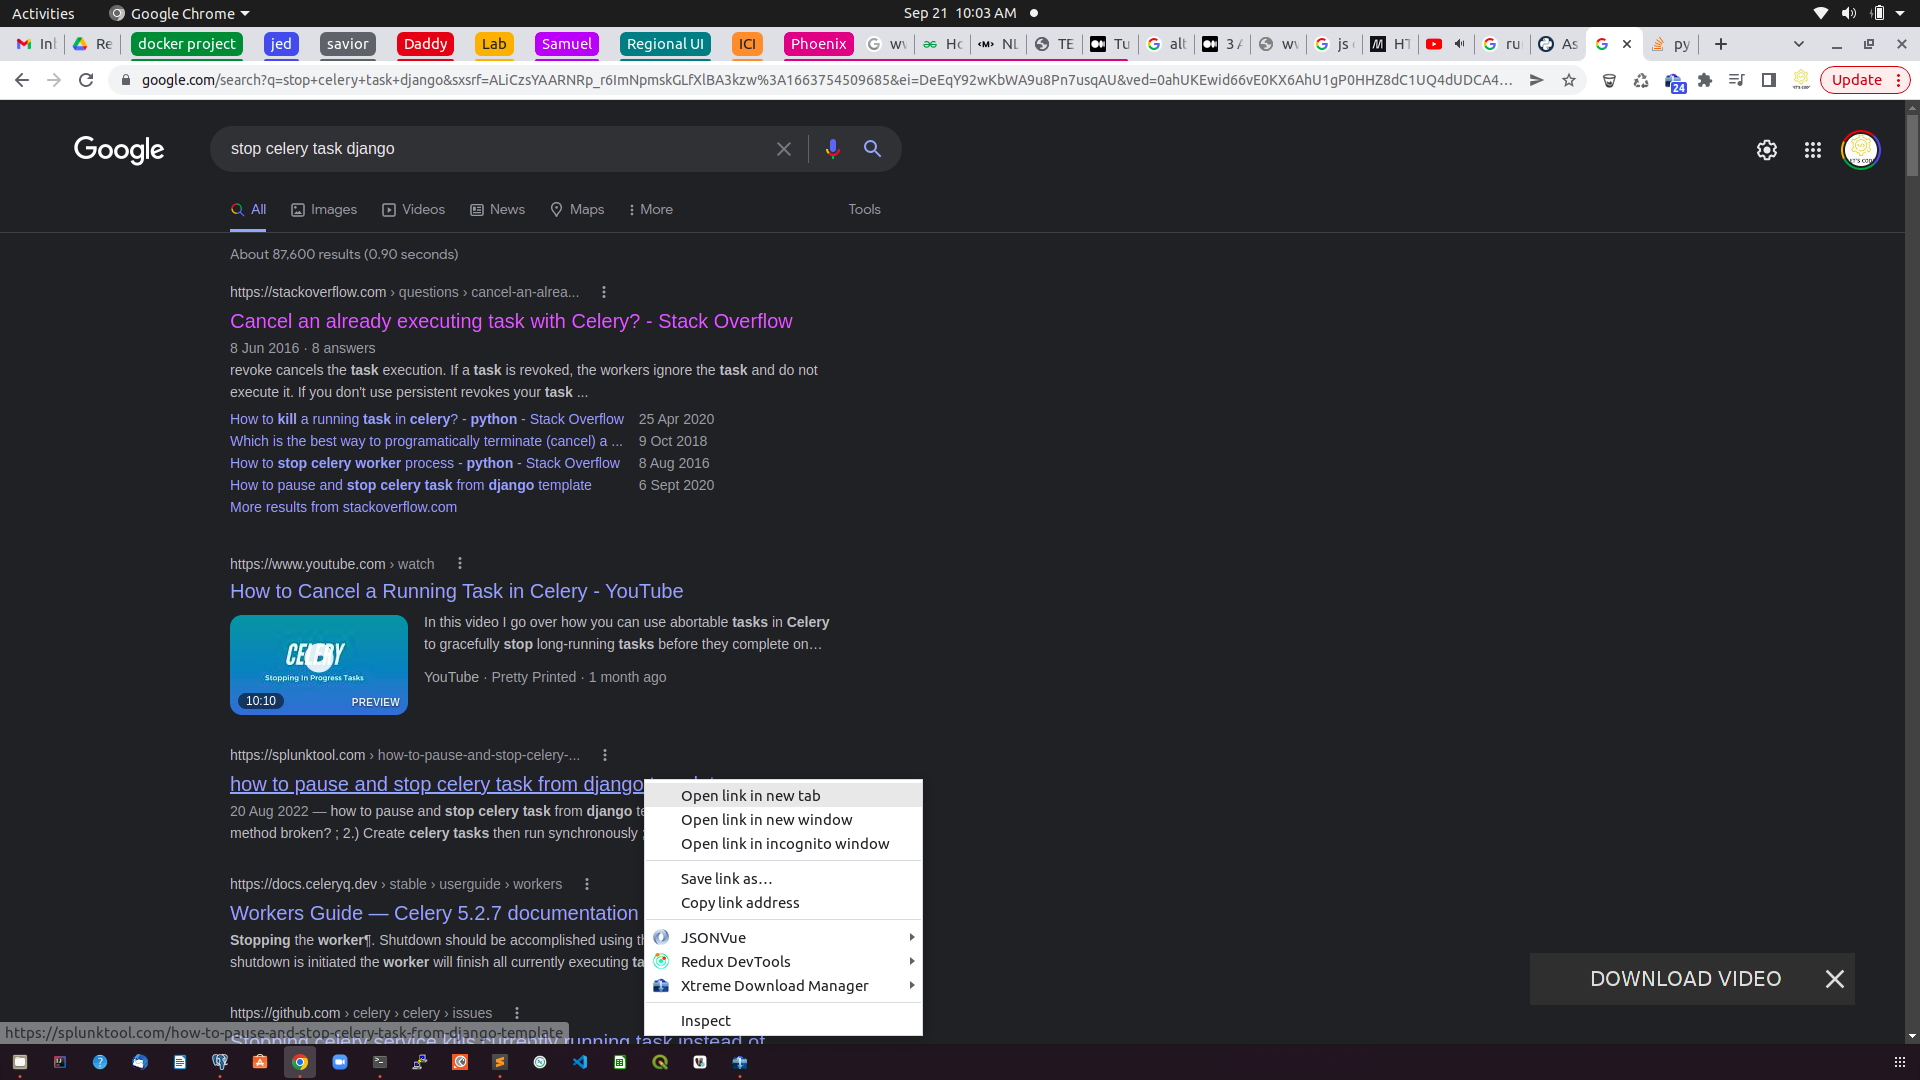 Activities
Google Chrome
Sep 21 10:03 AM
docker project
jed
savior
Daddy
Lab
Samuel
Regional UI
ICI
Phoenix
google.com/search?q=stop+celery+task+django&sxsrf=ALiCzsYAARNRp_r6ImNpmskGLfXlBA3kzw%3A1663754509685&ei=DeEqY92wKbWA9u8Pn7usqAU&ved=0ahUKEwid66vE0KX6AhU1gP0HHZ8dC1UQ4dUDCA4…
24
Update
Google
stop celery task django
All
Images
Videos
News
Maps
More
Tools
About 87,600 results (0.90 seconds)
https://stackoverflow.com › questions › cancel-an-alrea...
Cancel an already executing task with Celery? - Stack Overflow
8 Jun 2016 · 8 answers
revoke cancels the task execution. If a task is revoked, the workers ignore the task and do not
execute it. If you don't use persistent revokes your task ...
How to kill a running task in celery? - python - Stack Overflow 25 Apr 2020
Which is the best way to programatically terminate (cancel) a ... 9 Oct 2018
How to stop celery worker process - python - Stack Overflow 8 Aug 2016
How to pause and stop celery task from django template 6 Sept 2020
More results from stackoverflow.com
https://www.youtube.com › watch
How to Cancel a Running Task in Celery - YouTube
CELERY
Stopping In Progress Tasks
10:10
PREVIEW
In this video I go over how you can use abortable tasks in Celery
to gracefully stop long-running tasks before they complete on…
YouTube · Pretty Printed · 1 month ago
https://splunktool.com › how-to-pause-and-stop-celery-...
how to pause and stop celery task from django
20 Aug 2022 — how to pause and stop celery task from django
method broken? ; 2.) Create celery tasks then run synchronously ;
https://docs.celeryq.dev › stable › userguide › workers
Workers Guide — Celery 5.2.7 documentation
Stopping the worker¶. Shutdown should be accomplished using
shutdown is initiated the worker will finish all currently executing
https://github.com › celery › celery › issues
Stopping celery service kills currently running task instead of
Open link in new tab
Open link in new window
Open link in incognito window
Save link as…
Copy link address
JSONVue
Redux DevTools
Xtreme Download Manager
Inspect
DOWNLOAD VIDEO
https://splunktool.com/how-to-pause-and-stop-celery-task-from-django-template